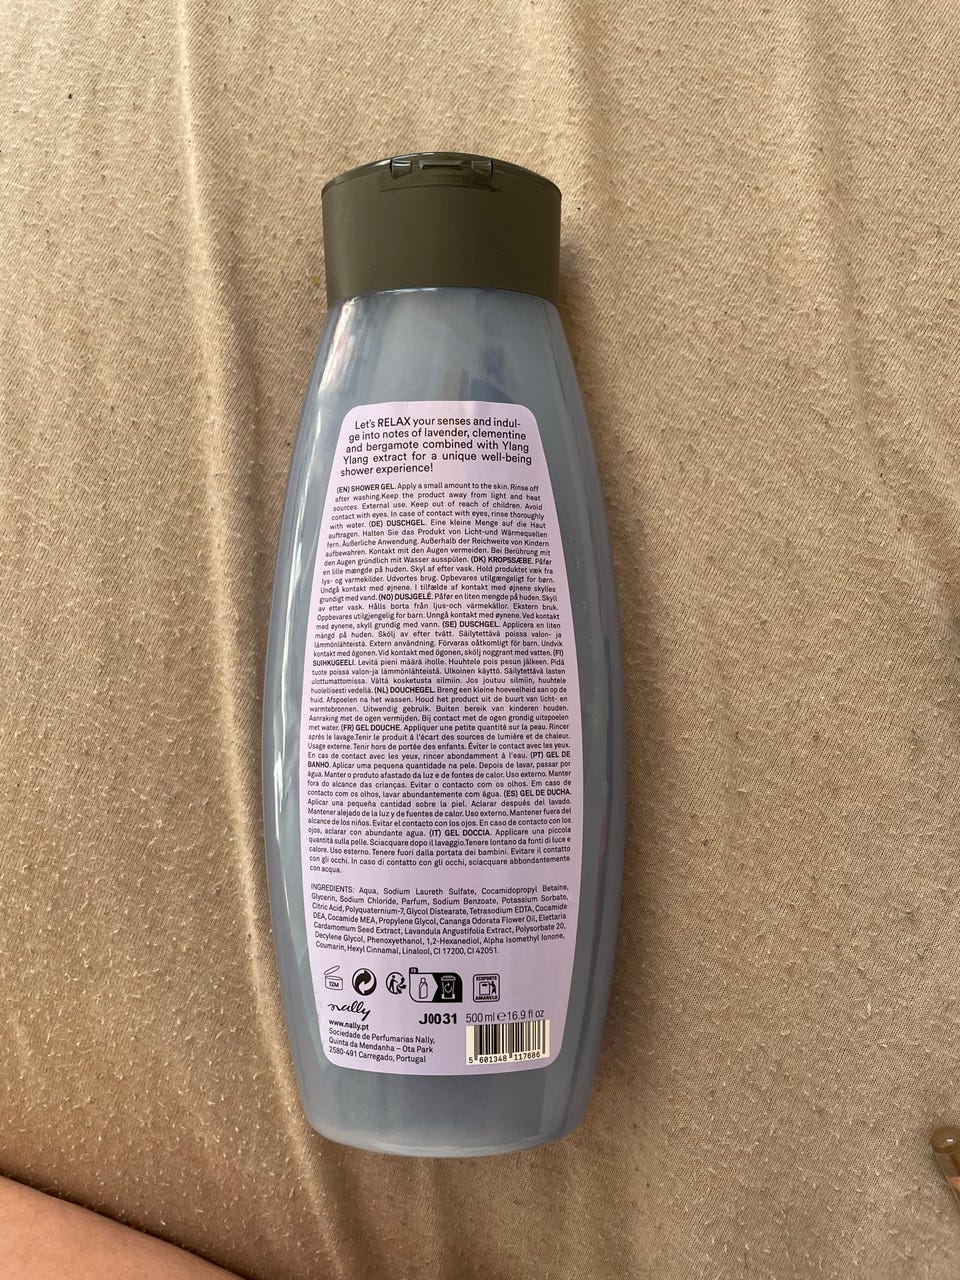 Let's RELAX your senses and indul-
ge into notes of lavender, clementine
and bergamote combined with Ylang
Ylang extract for a unique well-being
shower experience!
(EN) SHOWER GEL. Apply a small amount to the skin. Rinse off
after washing.Keep the product away from light and heat
sources. External use. Keep out of reach of children. Avoid
contact with eyes. In case of contact with eyes, rinse thoroughly
with water. (DE) DUSCHGEL. Eine kleine Menge auf die Haut
auftragen. Halten Sie das Produkt von Licht-und Wärmequellen
fern. Äußerliche Anwendung. Außerhalb der Reichweite von Kindern
aufbewahren. Kontakt mit den Augen vermeiden. Bei Berührung mit
den Augen gründlich mit Wasser ausspülen. (DK) KROPSSÆBE. Påfør
en lille mængde på huden. Skyl af efter vask. Hold produktet væk fra
lys- og varmekilder. Udvortes brug. Opbevares utilgængeligt for børn.
Undgå kontakt med øjnene. I tilfælde af kontakt med øjnene skylles
grundigt med vand. (NO) DUSJGELÉ. Påfør en liten mengde på huden. Skyll
av etter vask. Hålls borta från ljus-och värmekällor. Ekstern bruk.
Oppbevares utilgjengelig for barn. Unngå kontakt med øynene. Ved kontakt
med øynene, skyll grundig med vann. (SE) DUSCHGEL. Applicera en liten
mängd på huden. Skölj av efter tvätt. Säilytettävä poissa valon- ja
lämmönlähteistä. Extern användning. Förvaras oåtkomligt för barn. Undvik
kontakt med ögonen. Vid kontakt med ögonen, skölj noggrant med vatten. (FI)
SUIHKUGEELI. Levitä pieni määrä iholle. Huuhtele pois pesun jälkeen. Pidä
tuote poissa valon-ja lämmönlähteistä. Ulkoinen käyttö. Säilytettävä lasten
ulottumattomissa. Vältä kosketusta silmiin. Jos joutuu silmiin, huuhtele
huolellisesti vedellä. (NL) DOUCHEGEL. Breng een kleine hoeveelheid aan op de
huid. Afspoelen na het wassen. Houd het product uit de buurt van licht- en
warmtebronnen. Uitwendig gebruik. Buiten bereik van kinderen houden.
Aanraking met de ogen vermijden. Bij contact met de ogen grondig uitspoelen
met water. (FR) GEL DOUCHE. Appliquer une petite quantité sur la peau. Rincer
après le lavage.Tenir le produit à l'écart des sources de lumière et de chaleur.
Usage externe. Tenir hors de portée des enfants. Éviter le contact avec les yeux.
En cas de contact avec les yeux, rincer abondamment à l'eau. (PT) GEL DE
BANHO. Aplicar uma pequena quantidade na pele. Depois de lavar, passar por
água. Manter o produto afastado da luz e de fontes de calor. Uso externo. Manter
fora do alcance das crianças. Evitar o contacto com os olhos. Em caso de
contacto com os olhos, lavar abundantemente com água. (ES) GEL DE DUCHA.
Aplicar una pequeña cantidad sobre la piel. Aclarar después del lavado.
Mantener alejado de la luz y de fuentes de calor. Uso externo. Mantener fuera del
alcance de los niños. Evitar el contacto con los ojos. En caso de contacto con los
ojos, aclarar con abundante agua. (IT) GEL DOCCIA. Applicare una piccola
quantità sulla pelle. Sciacquare dopo il lavaggio.Tenere lontano da fonti di luce e
calore. Uso esterno. Tenere fuori dalla portata dei bambini. Evitare il contatto
con gli occhi. In caso di contatto con gli occhi, sciacquare abbondantemente
con acqua.
INGREDIENTS: Aqua, Sodium Laureth Sulfate, Cocamidopropyl Betaine,
Glycerin, Sodium Chloride, Parfum, Sodium Benzoate, Potassium Sorbate,
Citric Acid, Polyquaternium-7, Glycol Distearate, Tetrasodium EDTA, Cocamide
DEA, Cocamide MEA, Propylene Glycol, Cananga Odorata Flower Oil, Elettaria
Cardamomum Seed Extract, Lavandula Angustifolia Extract, Polysorbate 20,
Decylene Glycol, Phenoxyethanol, 1,2-Hexanediol, Alpha Isomethyl Ionone,
Coumarin, Hexyl Cinnamal, Linalool, CI 17200, CI 42051.
12M
FR
ECOPONTO
AMARELO
nally
J0031 500 ml ℮ 16.9 fl oz
www.nally.pt
Sociedade de Perfumarias Nally,
Quinta da Mendanha – Ota Park
2580-491 Carregado, Portugal
5 601348 117686